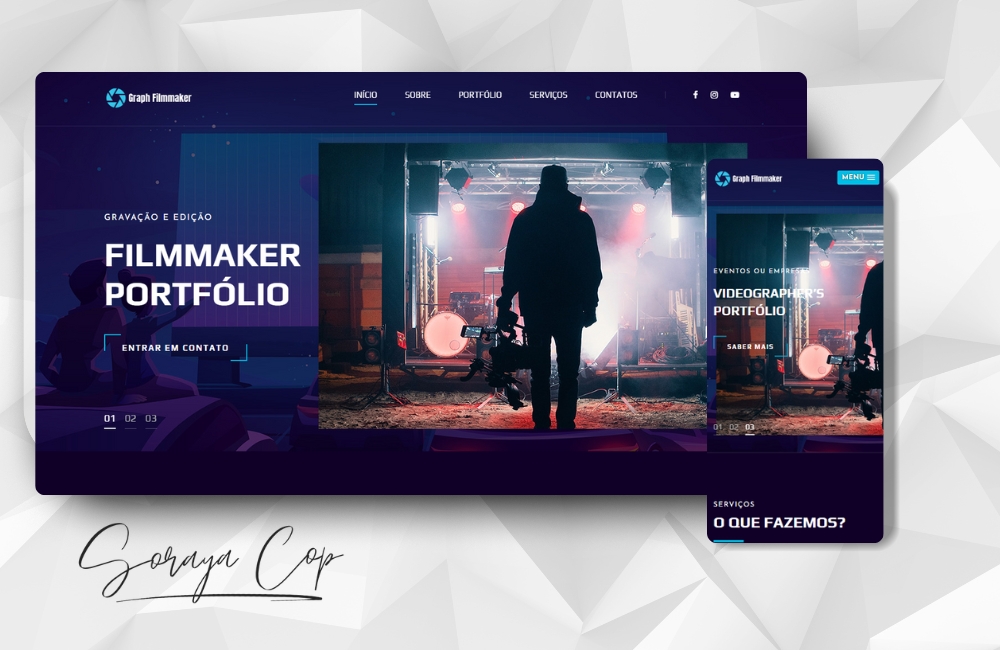 Graph Filmmaker
INÍCIO SOBRE PORTFÓLIO SERVIÇOS CONTATOS
GRAVAÇÃO E EDIÇÃO
FILMMAKER
PORTFÓLIO
ENTRAR EM CONTATO
01 02 03
Graph Filmmaker
MENU
EVENTOS OU EMPRESA
VIDEOGRAPHER'S
PORTFÓLIO
SABER MAIS
01 02 03
SERVIÇOS
O QUE FAZEMOS?
Soraya Cop